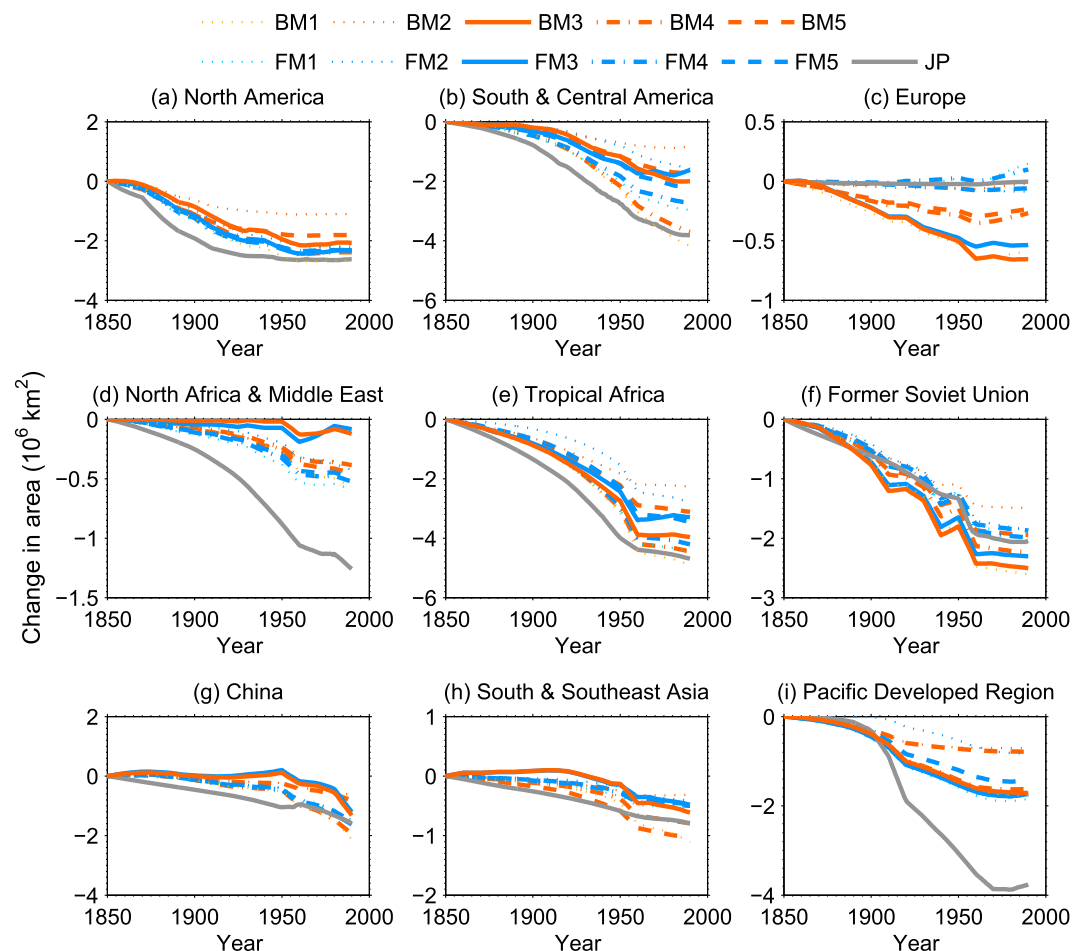 BM1 BM2 BM3 BM4 BM5
FM1 FM2 FM3 FM4 FM5 JP
(a) North America
(b) South & Central America
(c) Europe
2
0
−2
−4
1850 1900 1950 2000
Year
0
−2
−4
−6
1850 1900 1950 2000
Year
0.5
0
−0.5
−1
1850 1900 1950 2000
Year
Change in area (10⁶ km²)
(d) North Africa & Middle East
(e) Tropical Africa
(f) Former Soviet Union
0
−0.5
−1
−1.5
1850 1900 1950 2000
Year
0
−2
−4
−6
1850 1900 1950 2000
Year
0
−1
−2
−3
1850 1900 1950 2000
Year
(g) China
(h) South & Southeast Asia
(i) Pacific Developed Region
2
0
−2
−4
1850 1900 1950 2000
Year
1
0
−1
−2
1850 1900 1950 2000
Year
0
−2
−4
1850 1900 1950 2000
Year